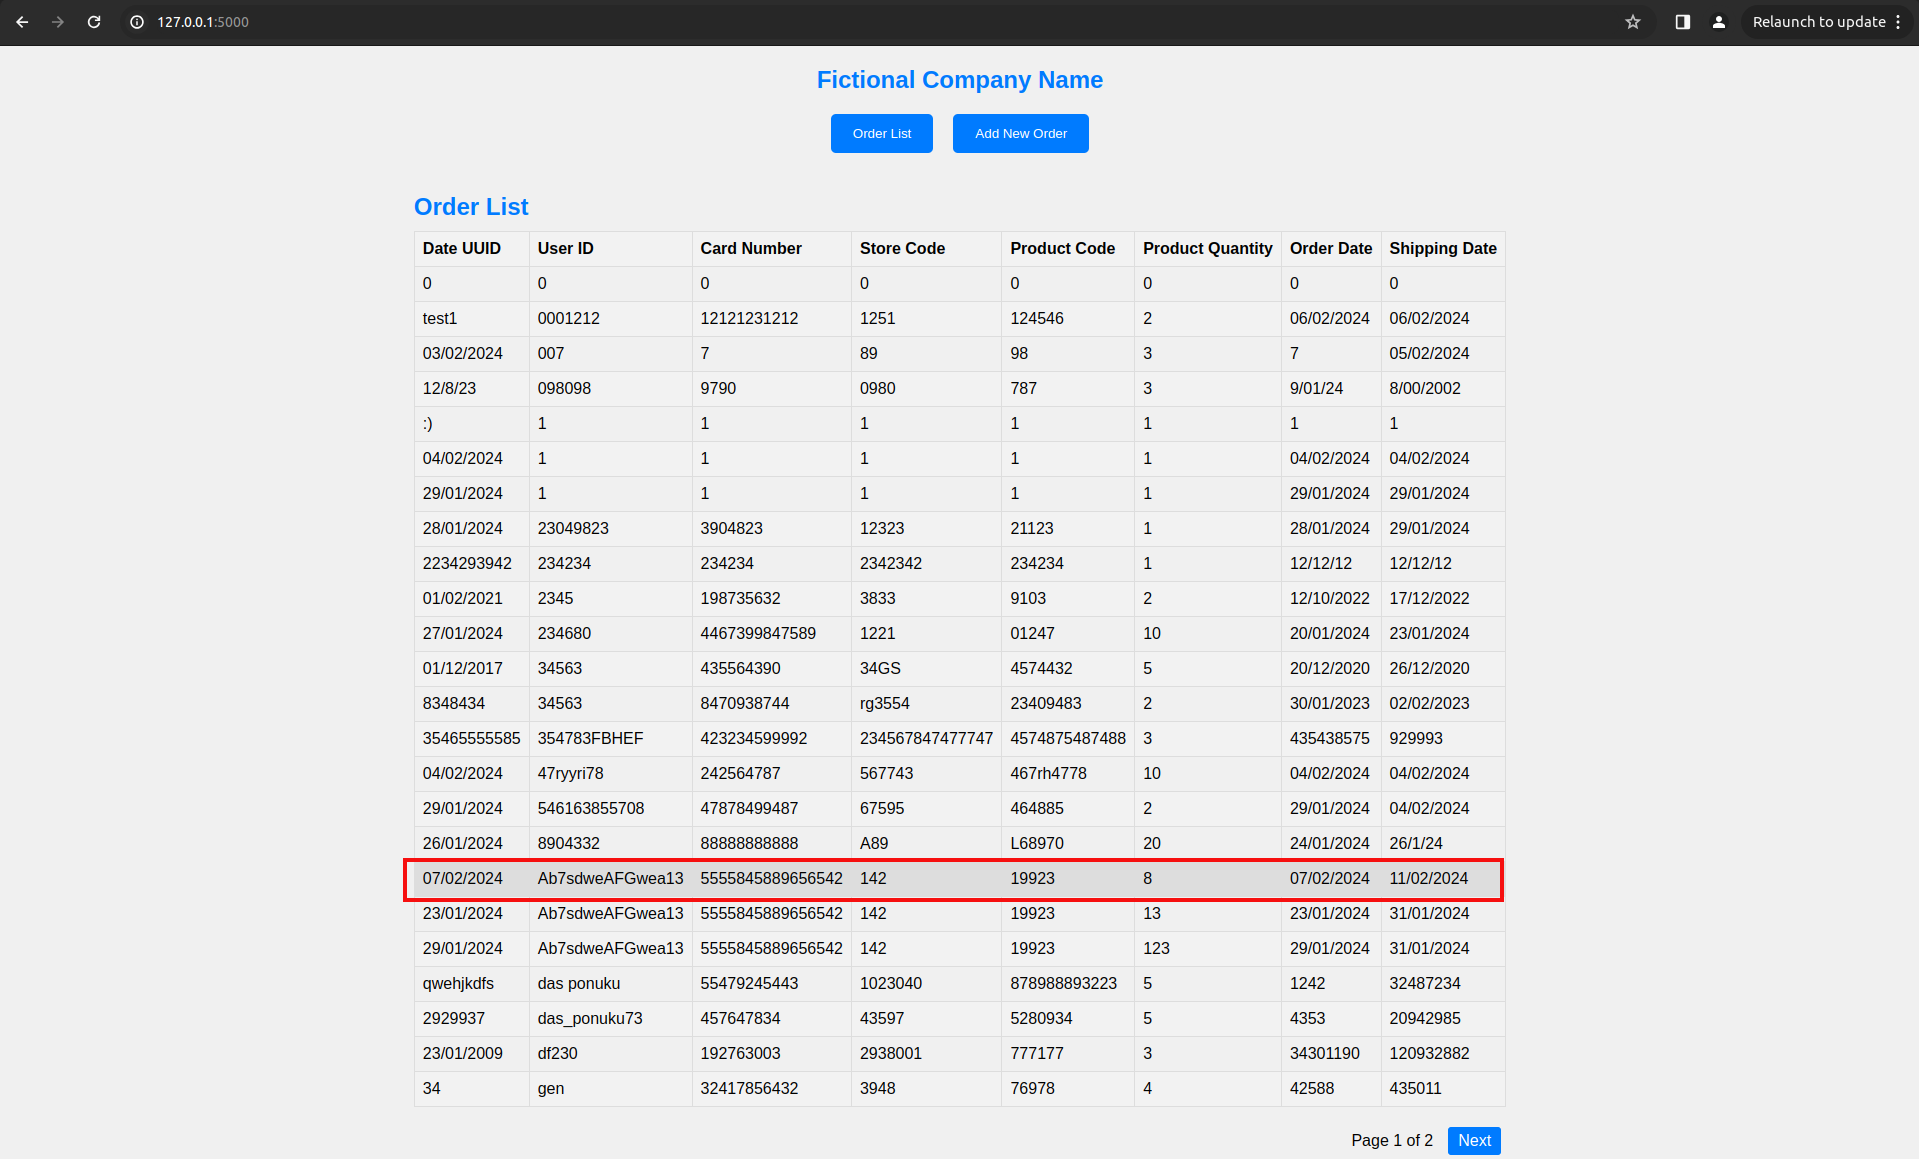 127.0.0.1:5000 Relaunch to update
Fictional Company Name
Order List Add New Order
Order List
Date UUID User ID Card Number Store Code Product Code Product Quantity Order Date Shipping Date
0 0 0 0 0 0 0 0
test1 0001212 12121231212 1251 124546 2 06/02/2024 06/02/2024
03/02/2024 007 7 89 98 3 7 05/02/2024
12/8/23 098098 9790 0980 787 3 9/01/24 8/00/2002
:) 1 1 1 1 1 1 1
04/02/2024 1 1 1 1 1 04/02/2024 04/02/2024
29/01/2024 1 1 1 1 1 29/01/2024 29/01/2024
28/01/2024 23049823 3904823 12323 21123 1 28/01/2024 29/01/2024
2234293942 234234 234234 2342342 234234 1 12/12/12 12/12/12
01/02/2021 2345 198735632 3833 9103 2 12/10/2022 17/12/2022
27/01/2024 234680 4467399847589 1221 01247 10 20/01/2024 23/01/2024
01/12/2017 34563 435564390 34GS 4574432 5 20/12/2020 26/12/2020
8348434 34563 8470938744 rg3554 23409483 2 30/01/2023 02/02/2023
35465555585 354783FBHEF 423234599992 234567847477747 4574875487488 3 435438575 929993
04/02/2024 47ryyri78 242564787 567743 467rh4778 10 04/02/2024 04/02/2024
29/01/2024 546163855708 47878499487 67595 464885 2 29/01/2024 04/02/2024
26/01/2024 8904332 88888888888 A89 L68970 20 24/01/2024 26/1/24
07/02/2024 Ab7sdweAFGwea13 5555845889656542 142 19923 8 07/02/2024 11/02/2024
23/01/2024 Ab7sdweAFGwea13 5555845889656542 142 19923 13 23/01/2024 31/01/2024
29/01/2024 Ab7sdweAFGwea13 5555845889656542 142 19923 123 29/01/2024 31/01/2024
qwehjkdfs das ponuku 55479245443 1023040 878988893223 5 1242 32487234
2929937 das_ponuku73 457647834 43597 5280934 5 4353 20942985
23/01/2009 df230 192763003 2938001 777177 3 34301190 120932882
34 gen 32417856432 3948 76978 4 42588 435011
Page 1 of 2 Next